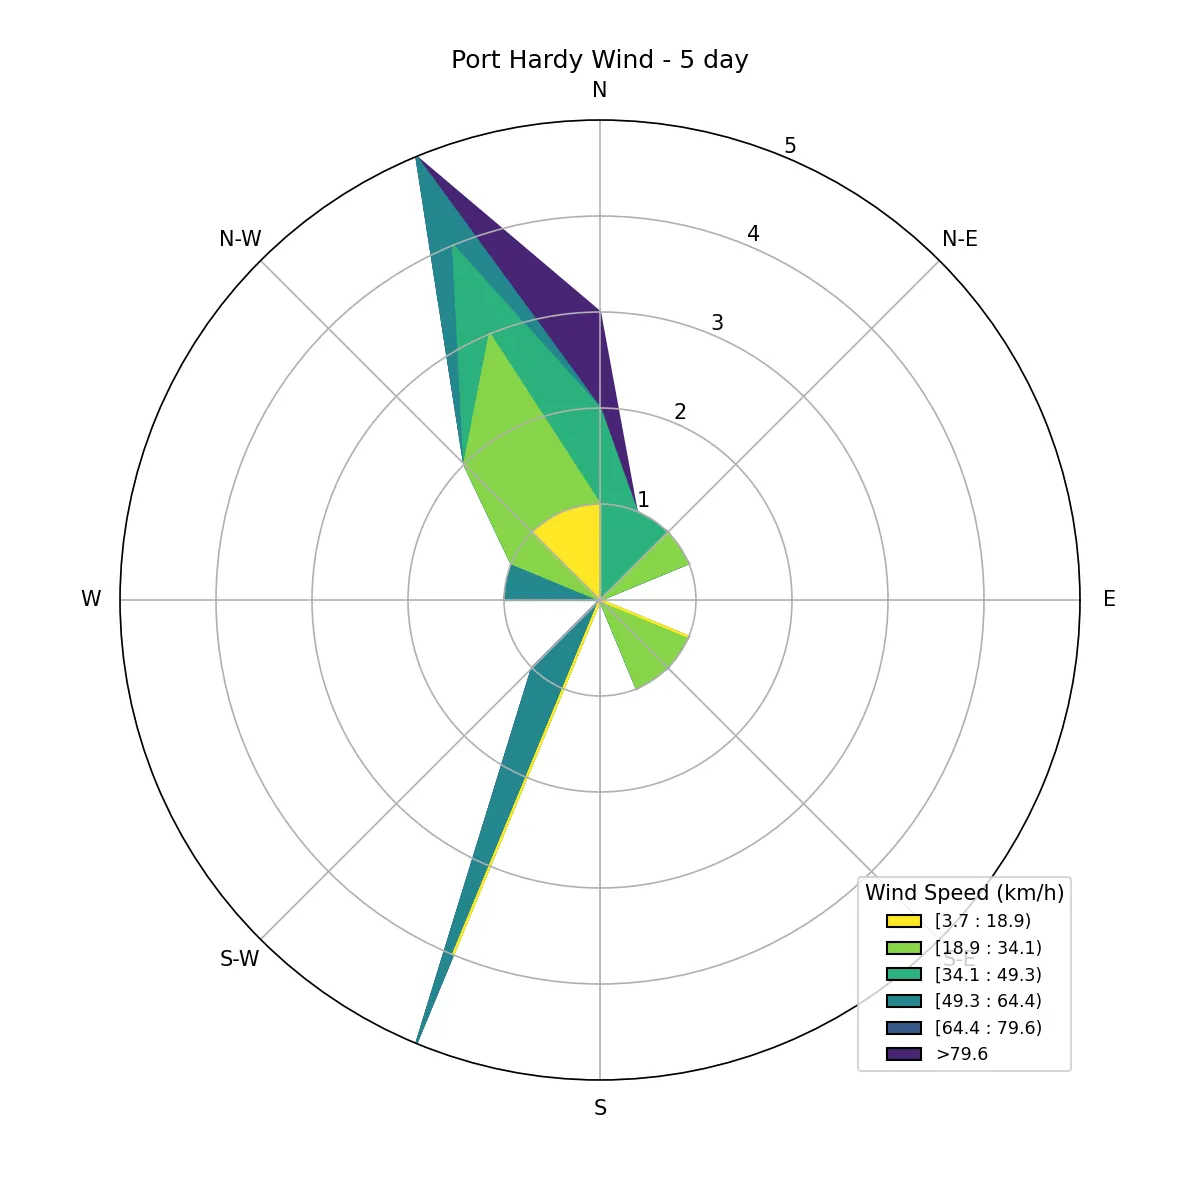 Port Hardy Wind - 5 day
N
5
N-W
N-E
4
3
2
1
W
E
Wind Speed (km/h)
[3.7 : 18.9)
[18.9 : 34.1)
S-W
S-E
[34.1 : 49.3)
[49.3 : 64.4)
[64.4 : 79.6)
>79.6
S